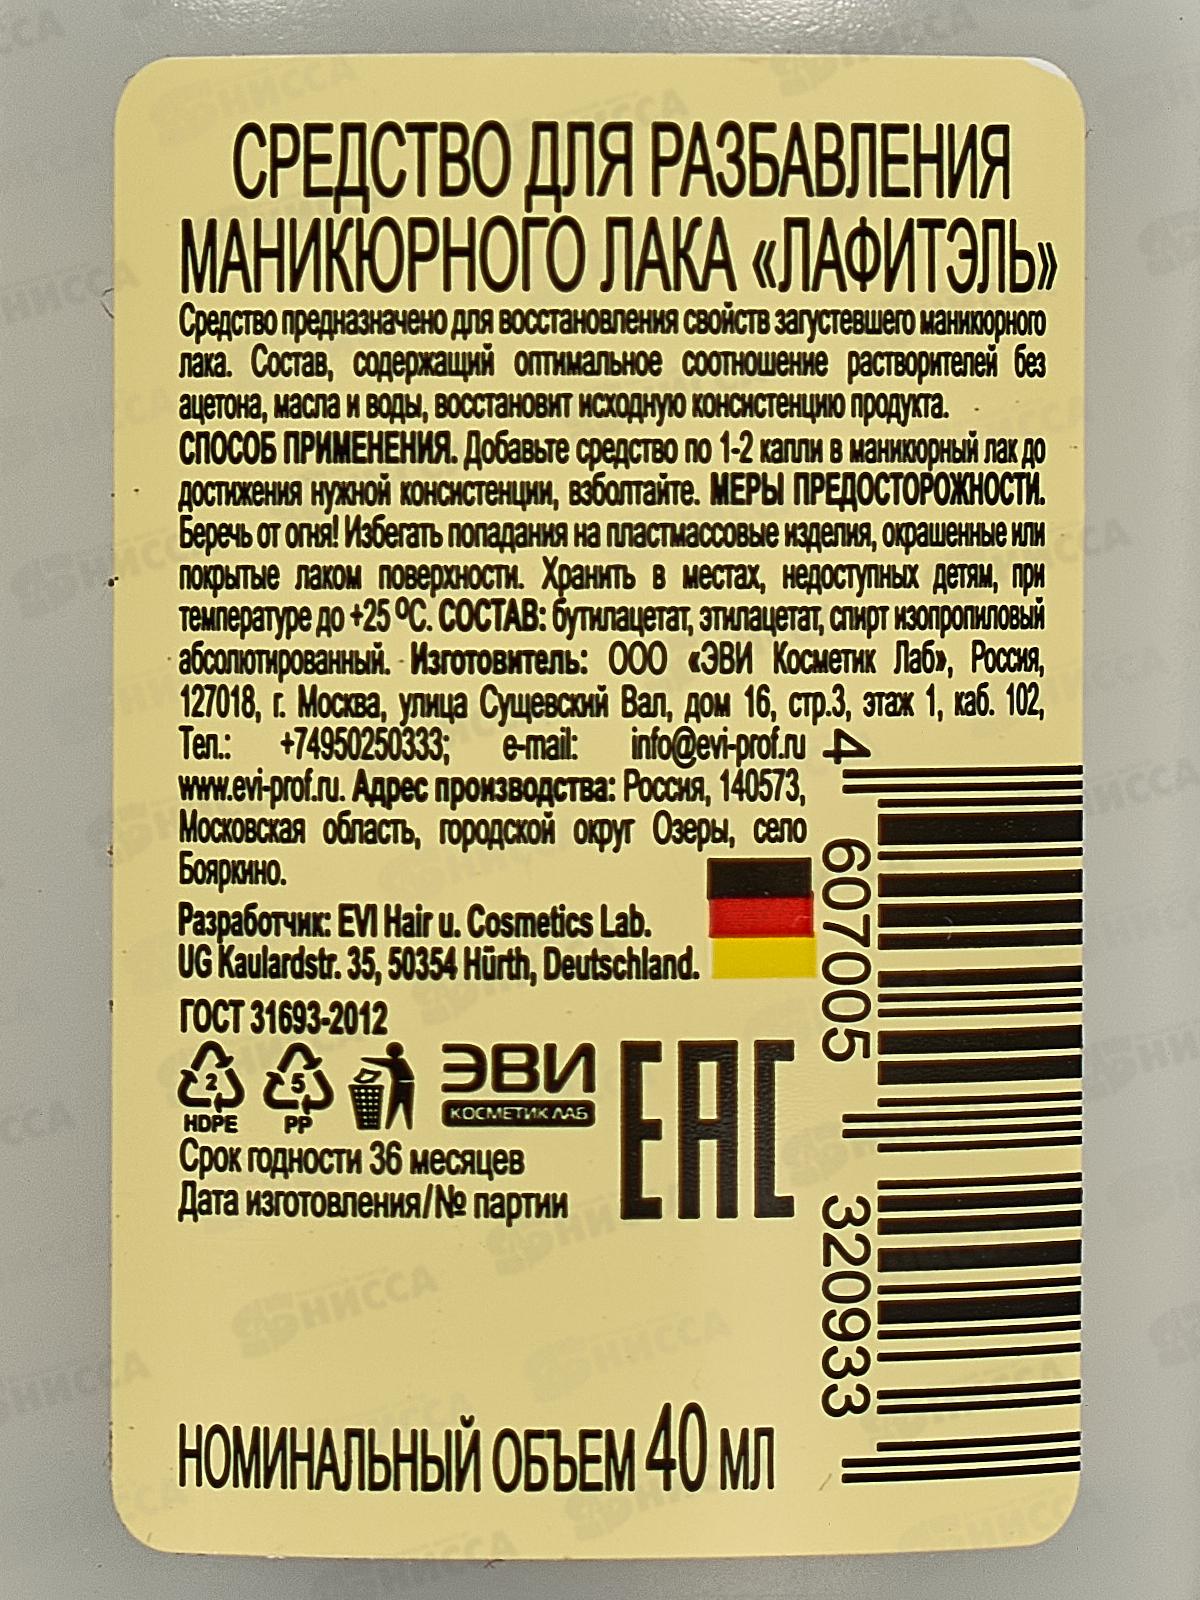 СРЕДСТВО ДЛЯ РАЗБАВЛЕНИЯ
МАНИКЮРНОГО ЛАКА «ЛАФИТЭЛЬ»
Средство предназначено для восстановления свойств загустевшего маникюрного
лака. Состав, содержащий оптимальное соотношение растворителей без
ацетона, масла и воды, восстановит исходную консистенцию продукта.
СПОСОБ ПРИМЕНЕНИЯ. Добавьте средство по 1-2 капли в маникюрный лак до
достижения нужной консистенции, взболтайте. МЕРЫ ПРЕДОСТОРОЖНОСТИ.
Беречь от огня! Избегать попадания на пластмассовые изделия, окрашенные или
покрытые лаком поверхности. Хранить в местах, недоступных детям, при
температуре до +25 °С. СОСТАВ: бутилацетат, этилацетат, спирт изопропиловый
абсолютированный. Изготовитель: ООО «ЭВИ Косметик Лаб», Россия,
127018, г. Москва, улица Сущевский Вал, дом 16, стр.3, этаж 1, каб. 102,
Тел.: +74950250333; e-mail: info@evi-prof.ru
www.evi-prof.ru. Адрес производства: Россия, 140573,
Московская область, городской округ Озеры, село
Бояркино.
Разработчик: EVI Hair u. Cosmetics Lab.
UG Kaulardstr. 35, 50354 Hürth, Deutschland.
ГОСТ 31693-2012
2 5 ЭВИ
HDPE PP КОСМЕТИК ЛАБ
EAC
Срок годности 36 месяцев
Дата изготовления/№ партии
НОМИНАЛЬНЫЙ ОБЪЕМ 40 МЛ
4 607005 320933
НИССА